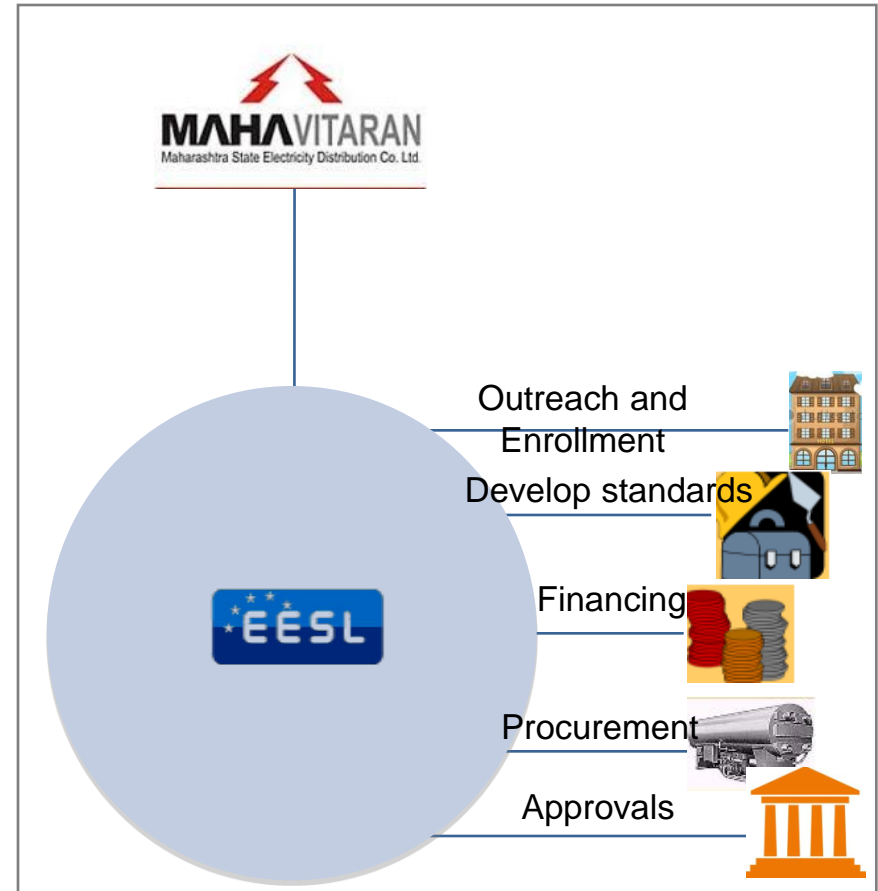 MAHAVITARAN
Maharashtra State Electricity Distribution Co. Ltd.
Outreach and
Enrollment
Develop standards
Financing
EESL
Procurement
Approvals